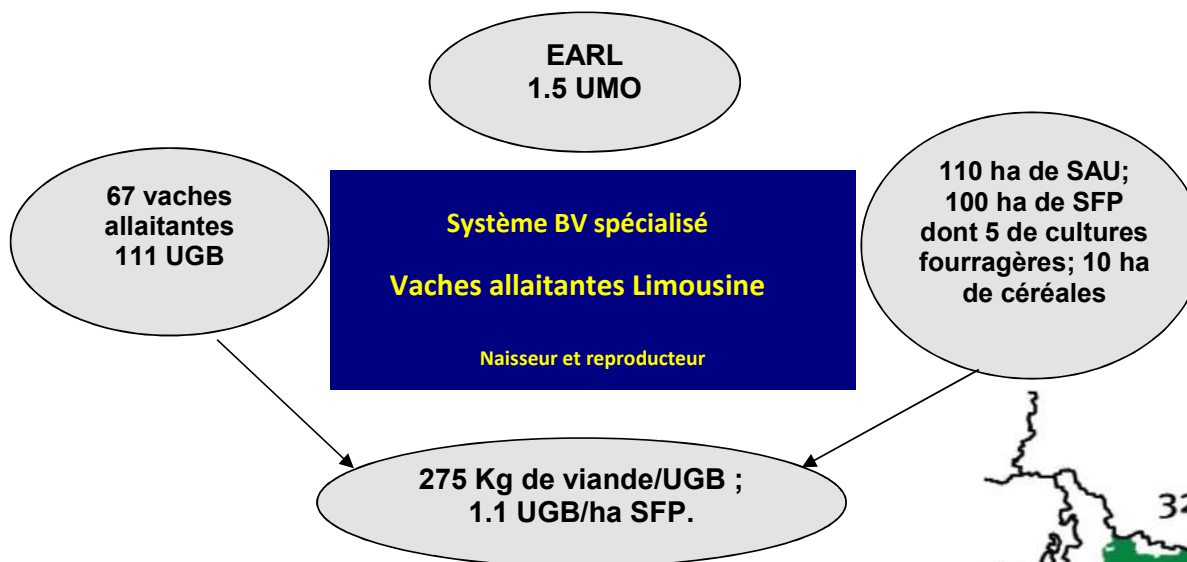 EARL
1.5 UMO
67 vaches
allaitantes
111 UGB
Système BV spécialisé
Vaches allaitantes Limousine
Naisseur et reproducteur
110 ha de SAU;
100 ha de SFP
dont 5 de cultures
fourragères; 10 ha
de céréales
275 Kg de viande/UGB ;
1.1 UGB/ha SFP.
32